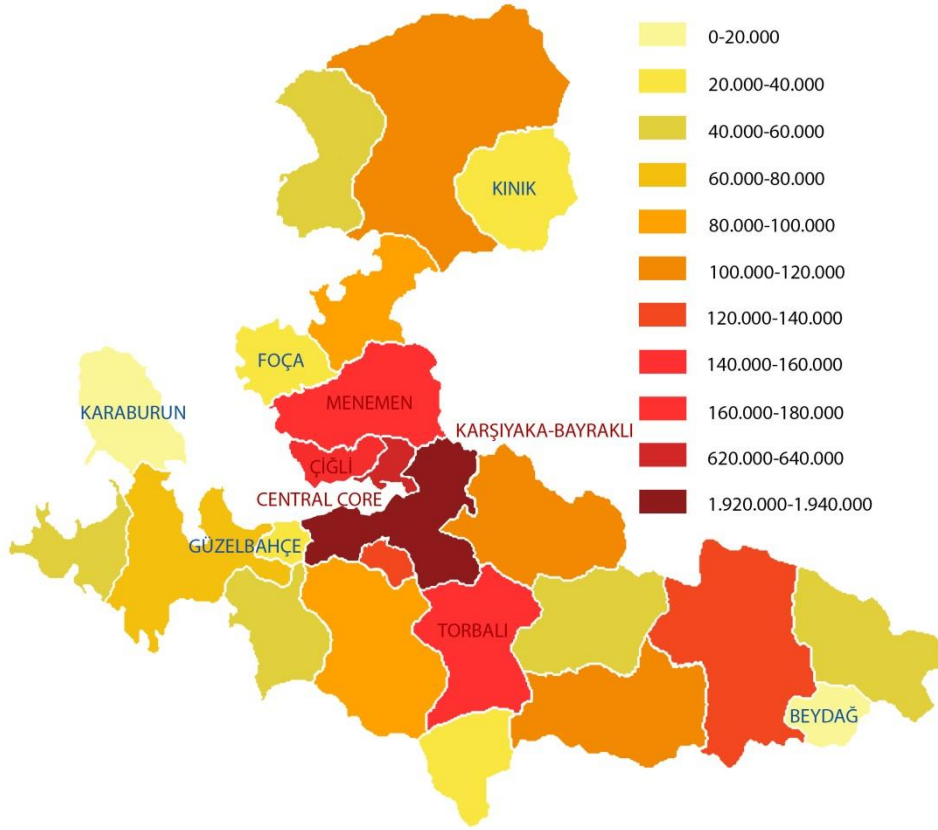 0-20.000
20.000-40.000
40.000-60.000
60.000-80.000
80.000-100.000
100.000-120.000
120.000-140.000
140.000-160.000
160.000-180.000
620.000-640.000
1.920.000-1.940.000
KINIK
FOÇA
KARABURUN
MENEMEN
KARŞIYAKA-BAYRAKLI
ÇİĞLİ
CENTRAL CORE
GÜZELBAHÇE
TORBALI
BEYDAĞ